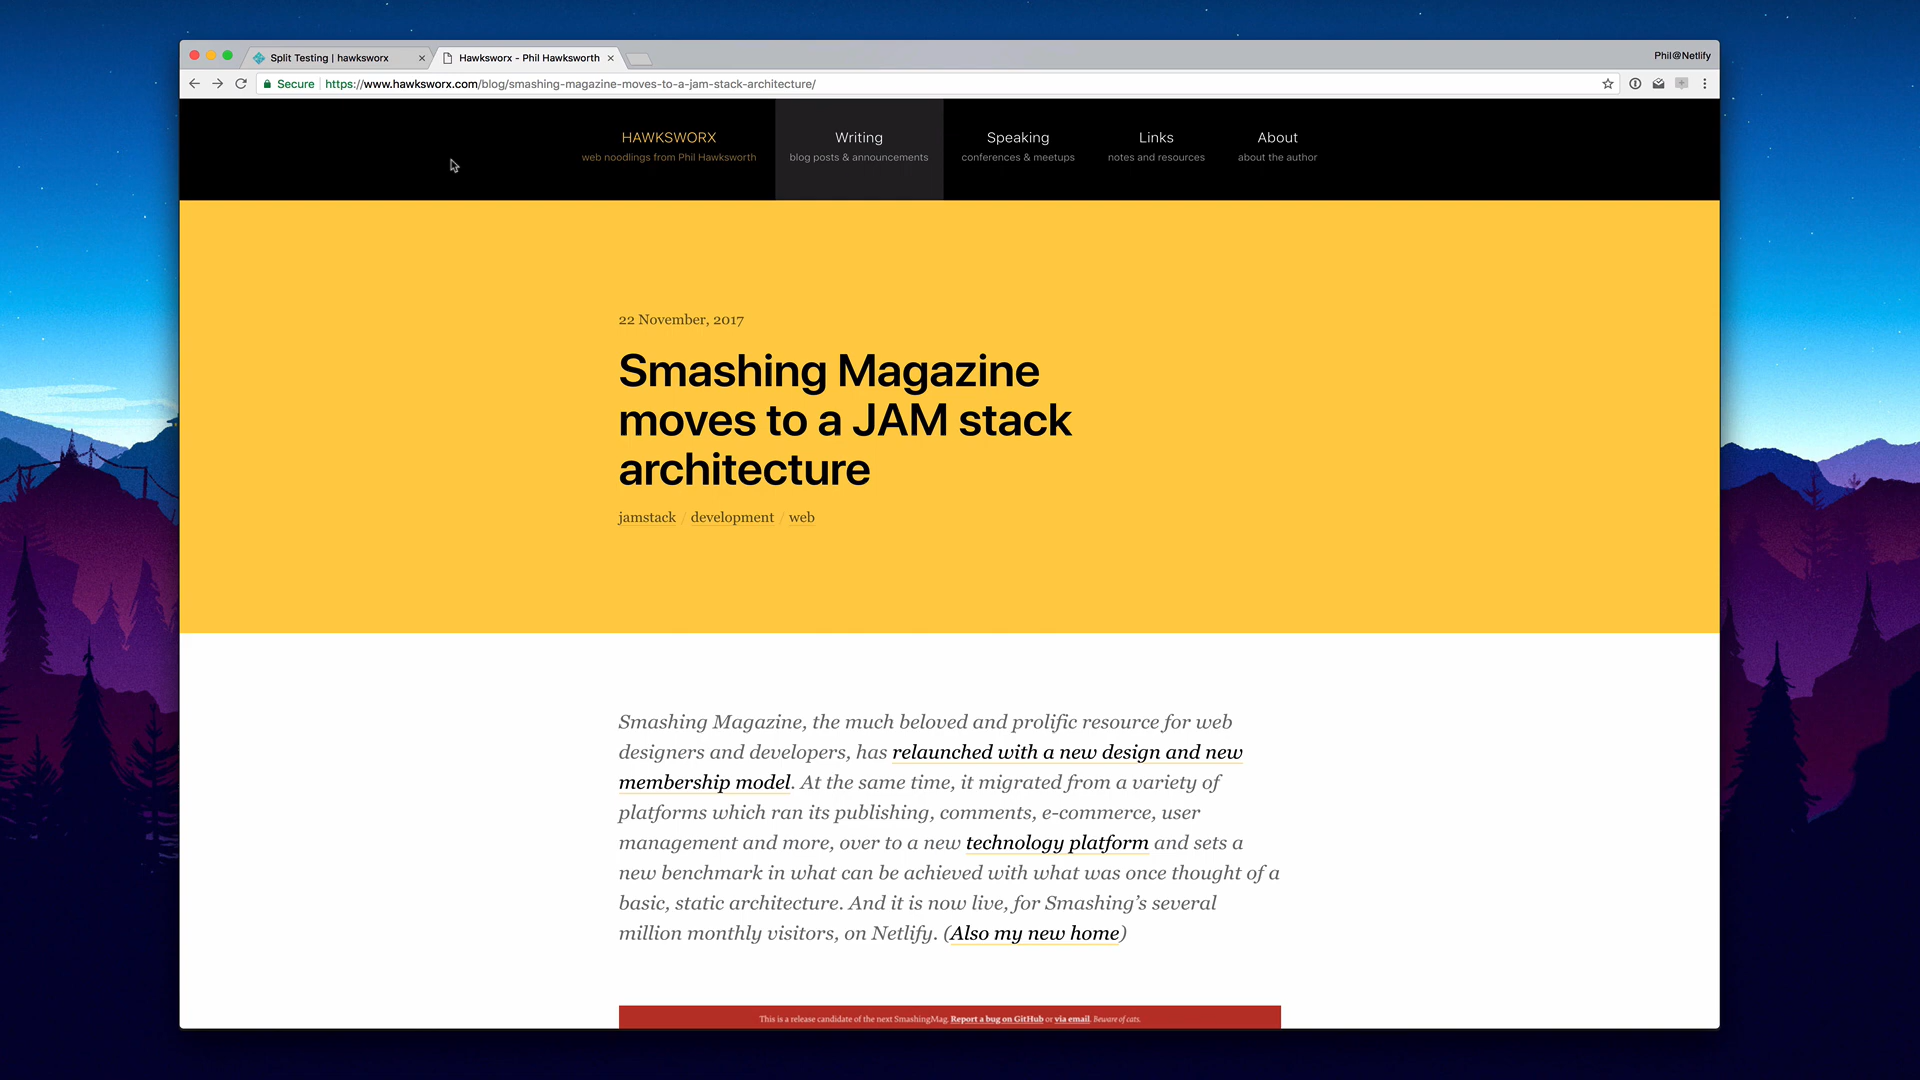 Split Testing | hawksworx
Hawksworx - Phil Hawksworth
Phil@Netlify
Secure
https://www.hawksworx.com/blog/smashing-magazine-moves-to-a-jam-stack-architecture/
HAWKSWORX
web noodlings from Phil Hawksworth
Writing
blog posts & announcements
Speaking
conferences & meetups
Links
notes and resources
About
about the author
22 November, 2017
Smashing Magazine
moves to a JAM stack
architecture
jamstack / development / web
Smashing Magazine, the much beloved and prolific resource for web
designers and developers, has relaunched with a new design and new
membership model. At the same time, it migrated from a variety of
platforms which ran its publishing, comments, e-commerce, user
management and more, over to a new technology platform and sets a
new benchmark in what can be achieved with what was once thought of a
basic, static architecture. And it is now live, for Smashing’s several
million monthly visitors, on Netlify. (Also my new home)
This is a release candidate of the next SmashingMag. Report a bug on GitHub or via email. Beware of cats.